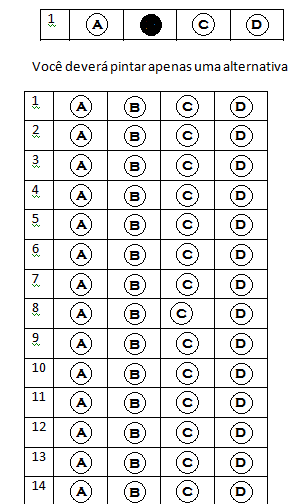 1 A C D
Você deverá pintar apenas uma alternativa
1 A B C D
2 A B C D
3 A B C D
4 A B C D
5 A B C D
6 A B C D
7 A B C D
8 A B C D
9 A B C D
10 A B C D
11 A B C D
12 A B C D
13 A B C D
14 A B C D